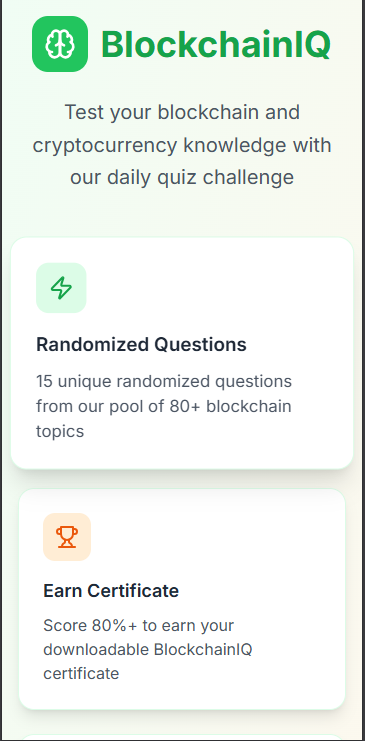 BlockchainIQ
Test your blockchain and
cryptocurrency knowledge with
our daily quiz challenge
Randomized Questions
15 unique randomized questions
from our pool of 80+ blockchain
topics
Earn Certificate
Score 80%+ to earn your
downloadable BlockchainIQ
certificate